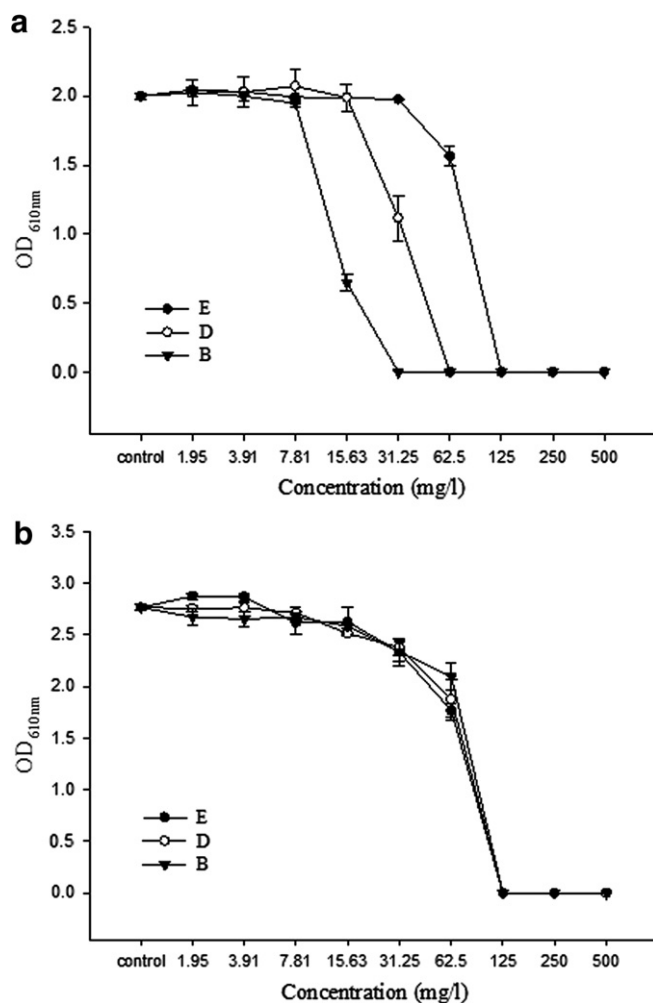 a
2.5
2.0
1.5
1.0
0.5
0.0
OD610nm
E
D
B
control 1.95 3.91 7.81 15.63 31.25 62.5 125 250 500
Concentration (mg/l)
b
3.5
3.0
2.5
2.0
1.5
1.0
0.5
0.0
OD610nm
E
D
B
control 1.95 3.91 7.81 15.63 31.25 62.5 125 250 500
Concentration (mg/l)